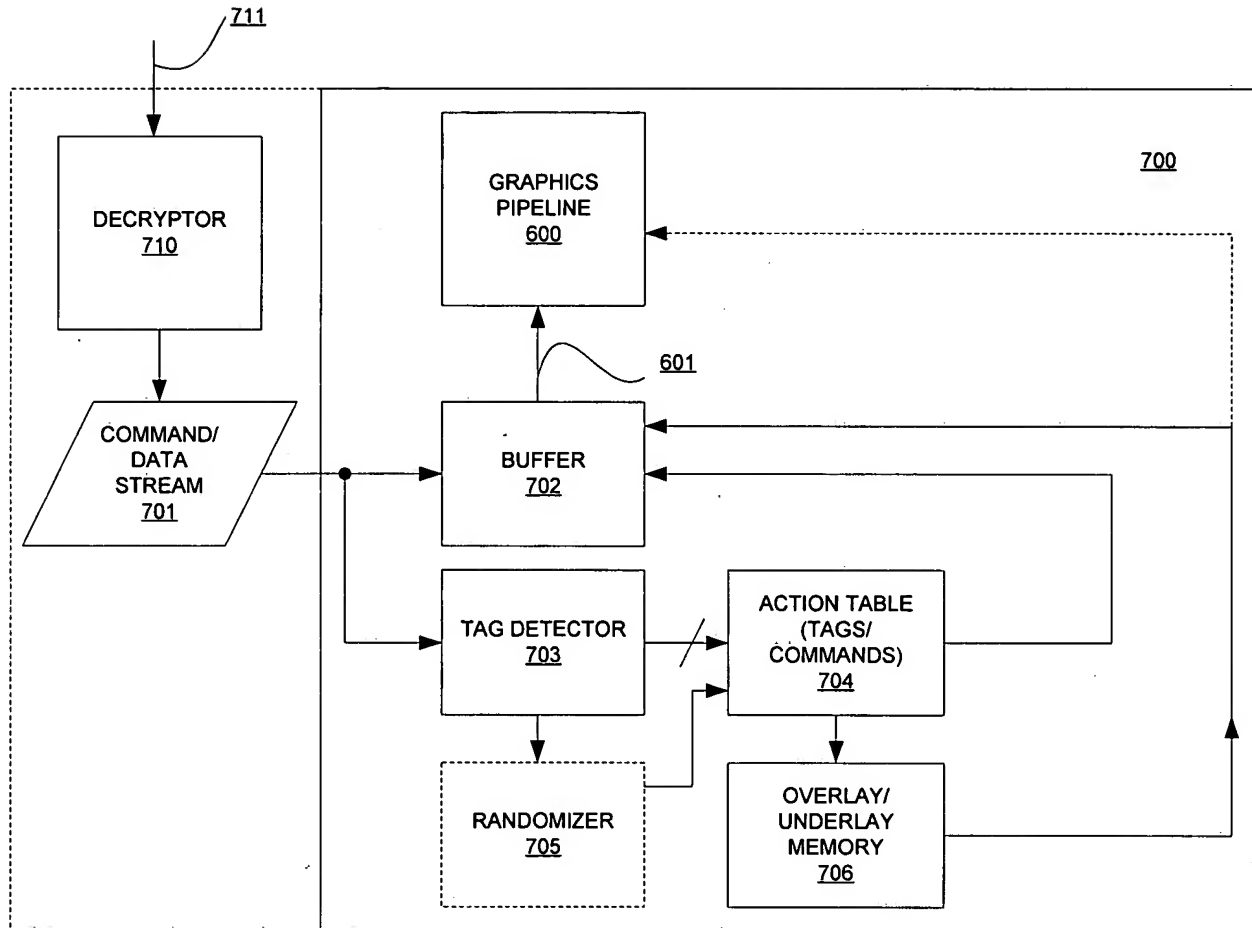 711
700
DECRYPTOR
710
GRAPHICS
PIPELINE
600
601
COMMAND/
DATA
STREAM
701
BUFFER
702
TAG DETECTOR
703
ACTION TABLE
(TAGS/
COMMANDS)
704
RANDOMIZER
705
OVERLAY/
UNDERLAY
MEMORY
706